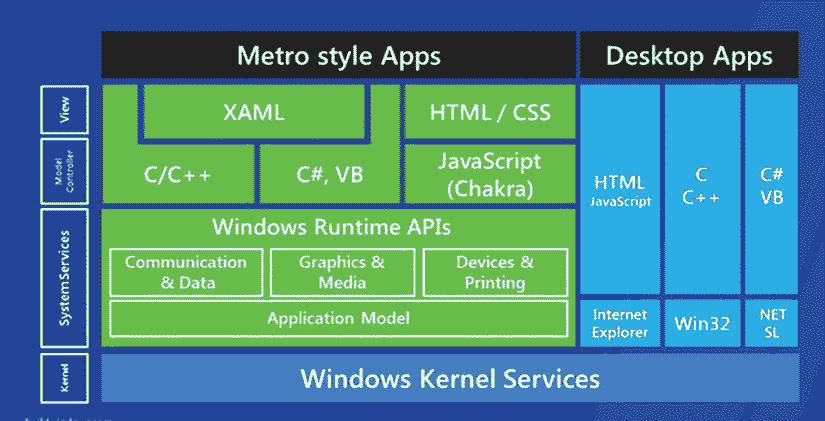 Metro style Apps
Desktop Apps
View
XAML
HTML / CSS
Model
Controller
C/C++
C#, VB
JavaScript
(Chakra)
HTML
JavaScript
C
C++
C#
VB
System Services
Windows Runtime APIs
Communication
& Data
Graphics &
Media
Devices &
Printing
Application Model
Internet
Explorer
Win32
NET
SL
Kernel
Windows Kernel Services